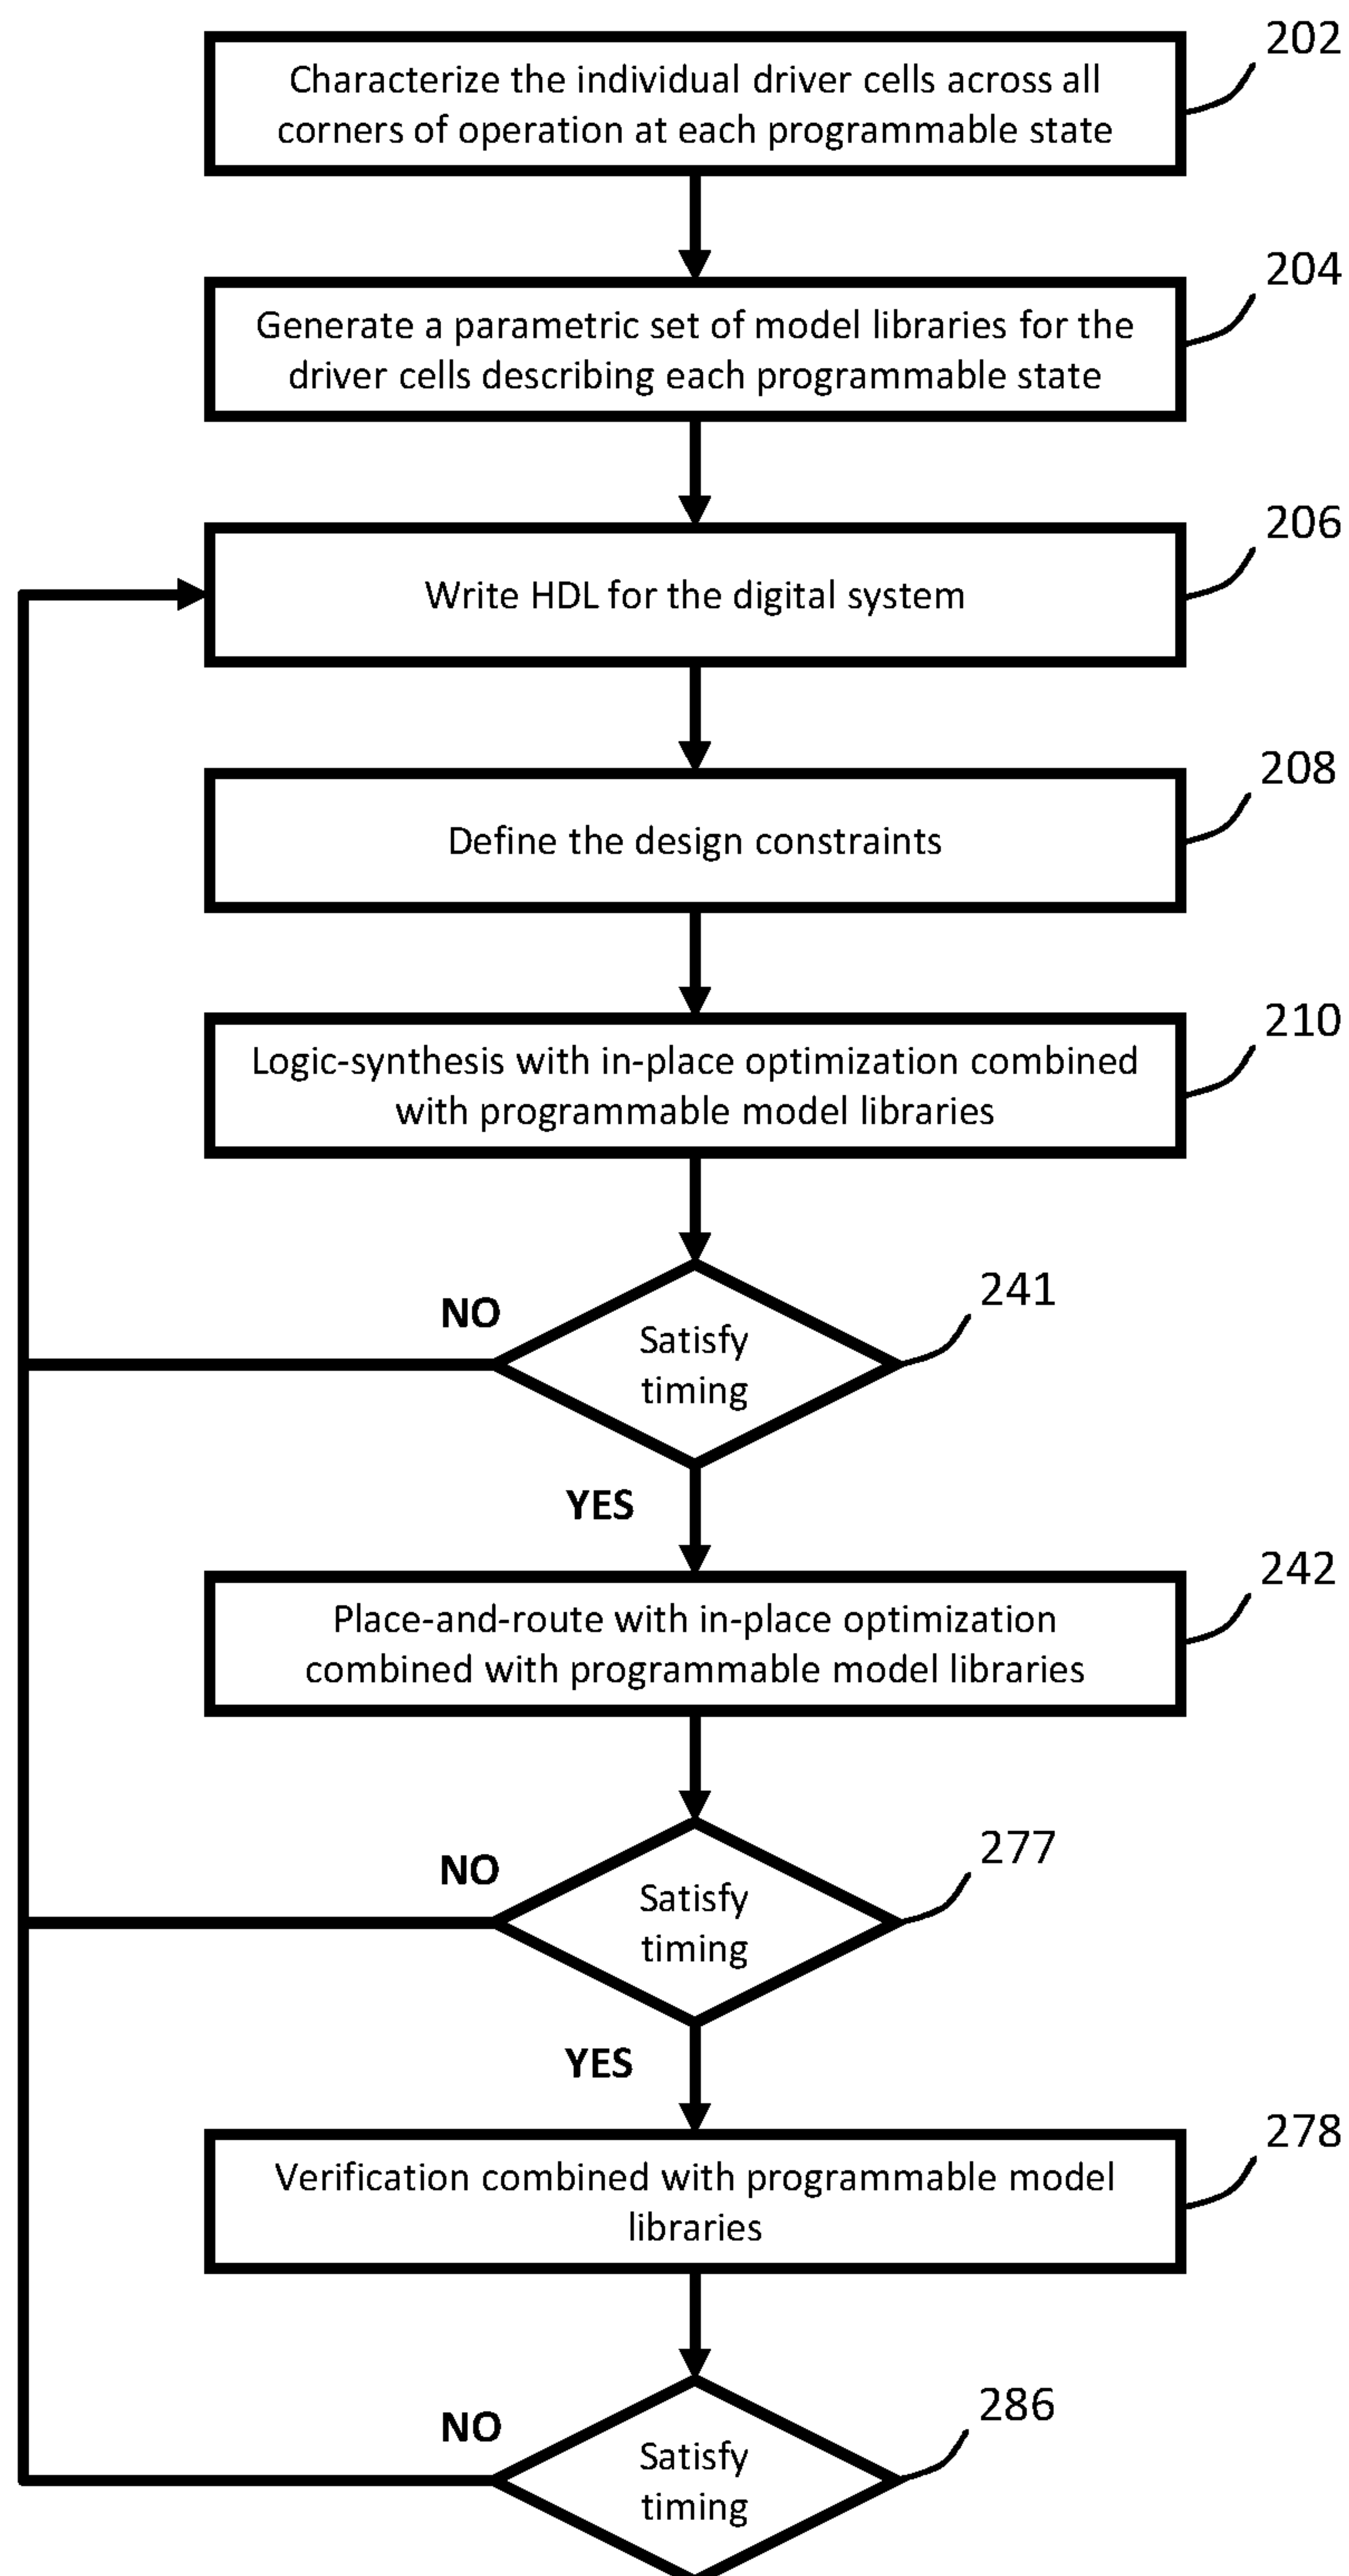 202
Characterize the individual driver cells across all
corners of operation at each programmable state
204
Generate a parametric set of model libraries for the
driver cells describing each programmable state
206
Write HDL for the digital system
208
Define the design constraints
210
Logic-synthesis with in-place optimization combined
with programmable model libraries
241
NO
Satisfy
timing
YES
242
Place-and-route with in-place optimization
combined with programmable model libraries
277
NO
Satisfy
timing
YES
278
Verification combined with programmable model
libraries
286
NO
Satisfy
timing